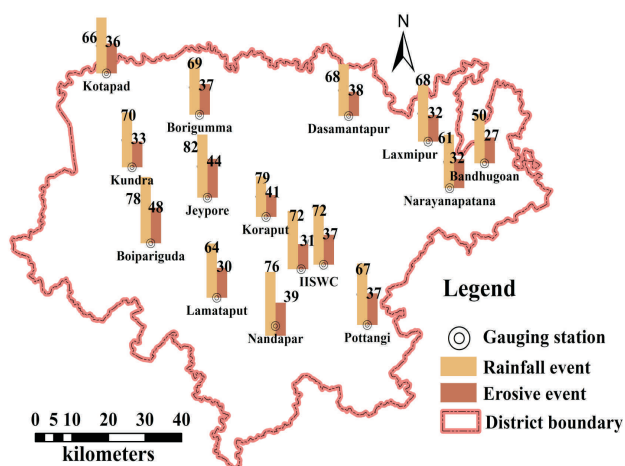 N
66 36
Kotapad
69
37
Borigumma
68
38
Dasamantapur
68
32
Laxmipur
50
27
Bandhugoan
61
32
Narayanapatana
70
33
Kundra
82
44
Jeypore
78
48
Boipariguda
79
41
Koraput
72
31
72
37
IISWC
64
30
Lamataput
76
39
Nandapar
67
37
Pottangi
Legend
Gauging station
Rainfall event
Erosive event
District boundary
0 5 10 20 30 40
kilometers